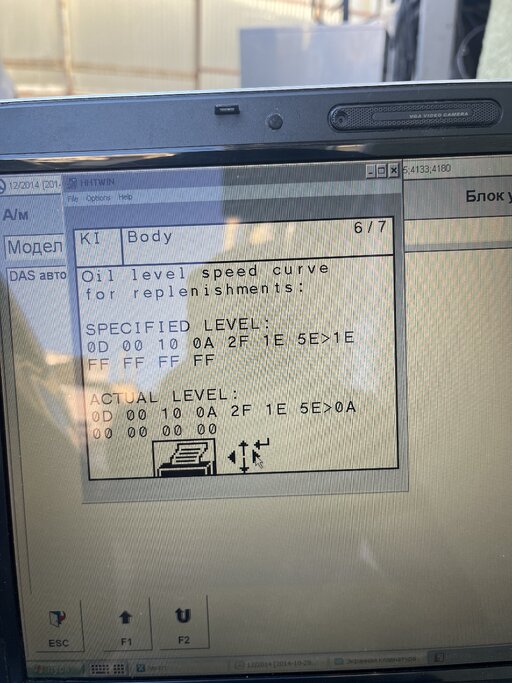 VGA VIDEO CAMERA
12/2014 [201
HHTWIN
5;4133;4180
File Options Help
А/м
Блок у
KI Body 6/7
Модел
DAS авто
Oil level speed curve
for replenishments:
SPECIFIED LEVEL:
0D 00 10 0A 2F 1E 5E>1E
FF FF FF FF
ACTUAL LEVEL:
0D 00 10 0A 2F 1E 5E>0A
00 00 00 00
ESC F1 F2